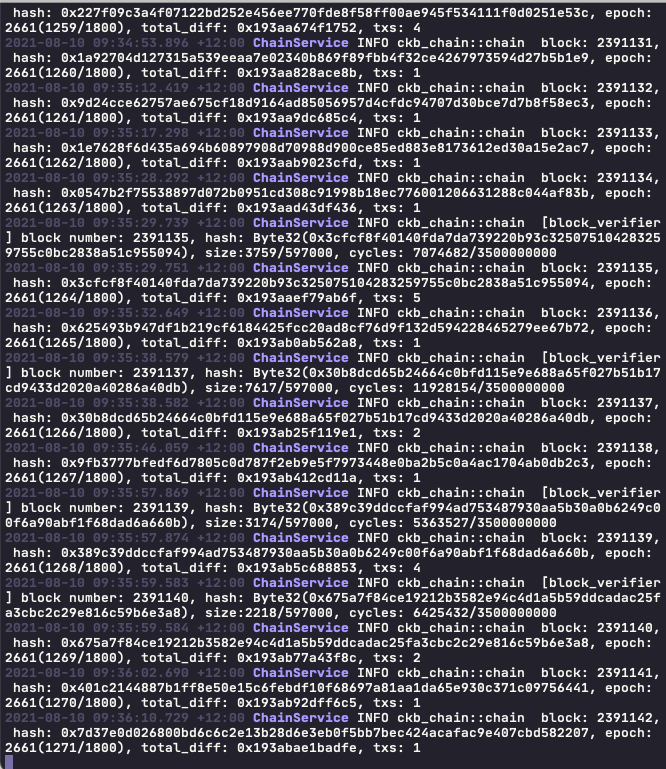 hash: 0x227f09c3a4f07122bd252e456ee770fde8f58ff00ae945f534111f0d0251e53c, epoch:
2661(1259/1800), total_diff: 0x193aa674f1752, txs: 4
2021-08-10 09:34:53.896 +12:00 ChainService INFO ckb_chain::chain  block: 2391131,
 hash: 0x1a92704d127315a539eeaa7e02340b869f89fbb4f32ce4267973594d27b5b1e9, epoch:
2661(1260/1800), total_diff: 0x193aa828ace8b, txs: 1
2021-08-10 09:35:12.419 +12:00 ChainService INFO ckb_chain::chain  block: 2391132,
 hash: 0x9d24cce62757ae675cf18d9164ad85056957d4cfdc94707d30bce7d7b8f58ec3, epoch:
2661(1261/1800), total_diff: 0x193aa9dc685c4, txs: 1
2021-08-10 09:35:17.298 +12:00 ChainService INFO ckb_chain::chain  block: 2391133,
 hash: 0x1e7628f6d435a694b60897908d70988d900ce85ed883e8173612ed30a15e2ac7, epoch:
2661(1262/1800), total_diff: 0x193aab9023cfd, txs: 1
2021-08-10 09:35:28.292 +12:00 ChainService INFO ckb_chain::chain  block: 2391134,
 hash: 0x0547b2f75538897d072b0951cd308c91998b18ec776001206631288c044af83b, epoch:
2661(1263/1800), total_diff: 0x193aad43df436, txs: 1
2021-08-10 09:35:29.739 +12:00 ChainService INFO ckb_chain::chain  [block_verifier
] block number: 2391135, hash: Byte32(0x3cfcf8f40140fda7da739220b93c32507510428325
9755c0bc2838a51c955094), size:3759/597000, cycles: 7074682/3500000000
2021-08-10 09:35:29.751 +12:00 ChainService INFO ckb_chain::chain  block: 2391135,
 hash: 0x3cfcf8f40140fda7da739220b93c325075104283259755c0bc2838a51c955094, epoch:
2661(1264/1800), total_diff: 0x193aaef79ab6f, txs: 5
2021-08-10 09:35:32.649 +12:00 ChainService INFO ckb_chain::chain  block: 2391136,
 hash: 0x625493b947df1b219cf6184425fcc20ad8cf76d9f132d594228465279ee67b72, epoch:
2661(1265/1800), total_diff: 0x193ab0ab562a8, txs: 1
2021-08-10 09:35:38.579 +12:00 ChainService INFO ckb_chain::chain  [block_verifier
] block number: 2391137, hash: Byte32(0x30b8dcd65b24664c0bfd115e9e688a65f027b51b17
cd9433d2020a40286a40db), size:7617/597000, cycles: 11928154/3500000000
2021-08-10 09:35:38.582 +12:00 ChainService INFO ckb_chain::chain  block: 2391137,
 hash: 0x30b8dcd65b24664c0bfd115e9e688a65f027b51b17cd9433d2020a40286a40db, epoch:
2661(1266/1800), total_diff: 0x193ab25f119e1, txs: 2
2021-08-10 09:35:46.059 +12:00 ChainService INFO ckb_chain::chain  block: 2391138,
 hash: 0x9fb3777bfedf6d7805c0d787f2eb9e5f7973448e0ba2b5c0a4ac1704ab0db2c3, epoch:
2661(1267/1800), total_diff: 0x193ab412cd11a, txs: 1
2021-08-10 09:35:57.869 +12:00 ChainService INFO ckb_chain::chain  [block_verifier
] block number: 2391139, hash: Byte32(0x389c39ddccfaf994ad753487930aa5b30a0b6249c0
0f6a90abf1f68dad6a660b), size:3174/597000, cycles: 5363527/3500000000
2021-08-10 09:35:57.874 +12:00 ChainService INFO ckb_chain::chain  block: 2391139,
 hash: 0x389c39ddccfaf994ad753487930aa5b30a0b6249c00f6a90abf1f68dad6a660b, epoch:
2661(1268/1800), total_diff: 0x193ab5c688853, txs: 4
2021-08-10 09:35:59.583 +12:00 ChainService INFO ckb_chain::chain  [block_verifier
] block number: 2391140, hash: Byte32(0x675a7f84ce19212b3582e94c4d1a5b59ddcadac25f
a3cbc2c29e816c59b6e3a8), size:2218/597000, cycles: 6425432/3500000000
2021-08-10 09:35:59.584 +12:00 ChainService INFO ckb_chain::chain  block: 2391140,
 hash: 0x675a7f84ce19212b3582e94c4d1a5b59ddcadac25fa3cbc2c29e816c59b6e3a8, epoch:
2661(1269/1800), total_diff: 0x193ab77a43f8c, txs: 2
2021-08-10 09:36:02.690 +12:00 ChainService INFO ckb_chain::chain  block: 2391141,
 hash: 0x401c2144887b1ff8e50e15c6febdf10f68697a81aa1da65e930c371c09756441, epoch:
2661(1270/1800), total_diff: 0x193ab92dff6c5, txs: 1
2021-08-10 09:36:10.729 +12:00 ChainService INFO ckb_chain::chain  block: 2391142,
 hash: 0x7d37e0d026800bd6c6c2e13b28d6e3eb0f5bb7bec424acafac9e407cbd582207, epoch:
2661(1271/1800), total_diff: 0x193abae1badfe, txs: 1